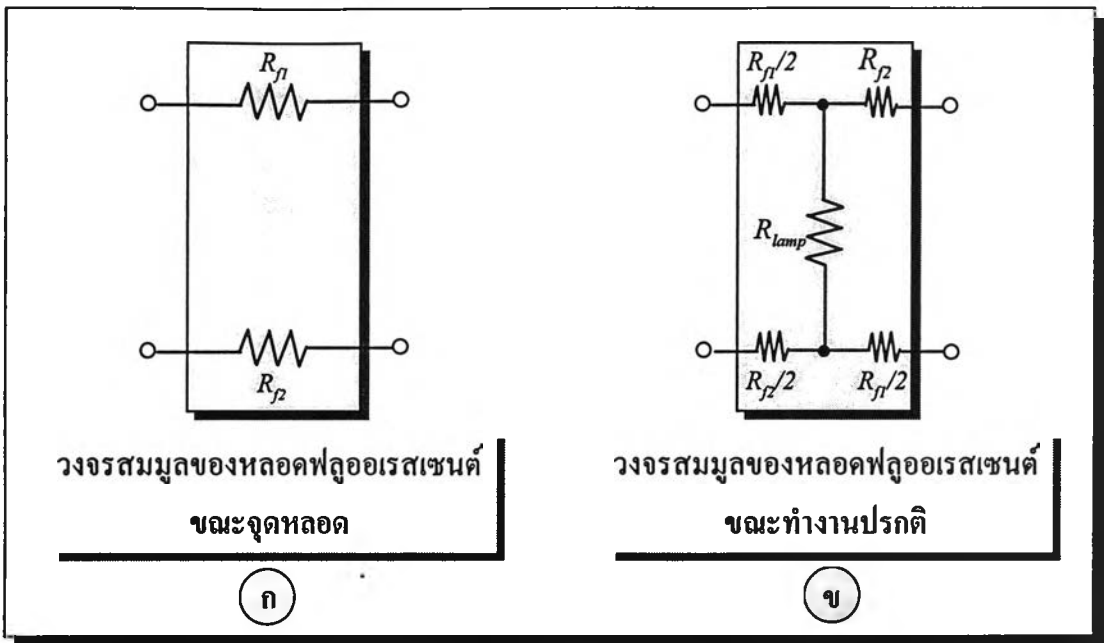 R_f1
R_f2
วงจรสมมูลของหลอดฟลูออเรสเซนต์
ขณะจุดหลอด
ก
R_f1/2
R_f2
R_lamp
R_f2/2
R_f1/2
วงจรสมมูลของหลอดฟลูออเรสเซนต์
ขณะทำงานปรกติ
ข